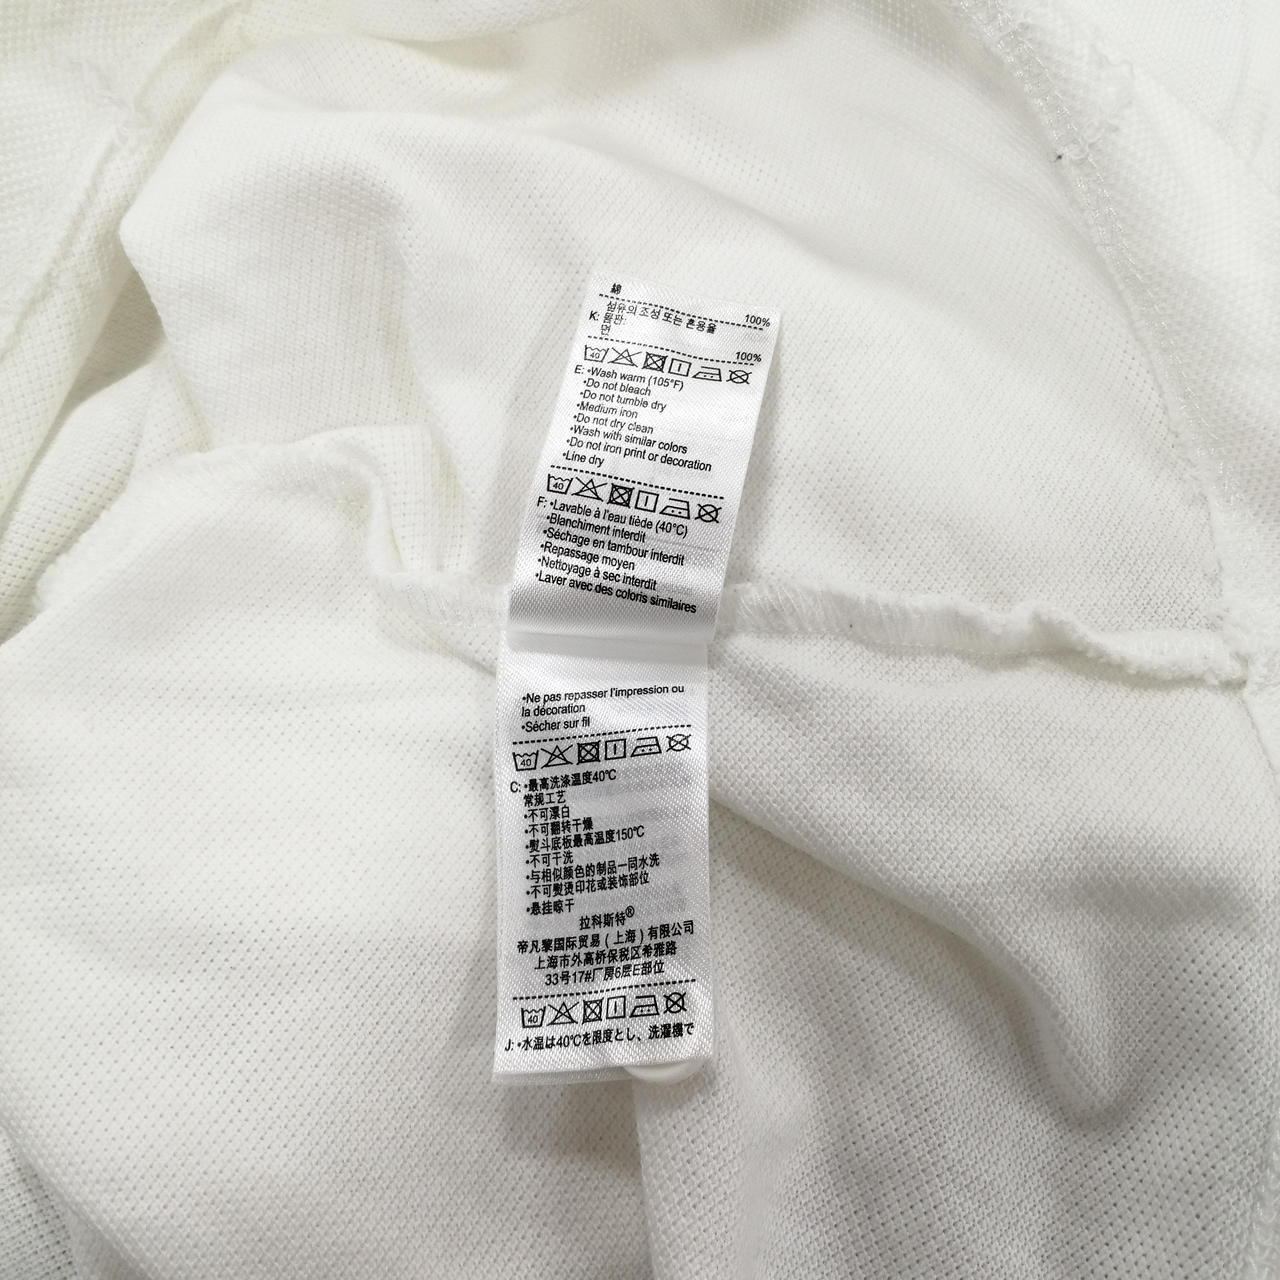 綿
100%
섬유의 조성 또는 혼용율
K: 몸판:
면
100%
40
E: •Wash warm (105°F)
•Do not bleach
•Do not tumble dry
•Medium iron
•Do not dry clean
•Wash with similar colors
•Do not iron print or decoration
•Line dry
40
F: •Lavable à l'eau tiède (40°C)
•Blanchiment interdit
•Séchage en tambour interdit
•Repassage moyen
•Nettoyage à sec interdit
•Laver avec des coloris similaires
•Ne pas repasser l'impression ou
la décoration
•Sécher sur fil
40
C: •最高洗涤温度40℃
常规工艺
•不可漂白
•不可翻转干燥
•熨斗底板最高温度150℃
•不可干洗
•与相似颜色的制品一同水洗
•不可熨烫印花或装饰部位
•悬挂晾干
拉科斯特®
帝凡黎国际贸易 ( 上海 ) 有限公司
上海市外高桥保税区希雅路
33号17#厂房6层E部位
40
J: •水温は40℃を限度とし、洗濯機で